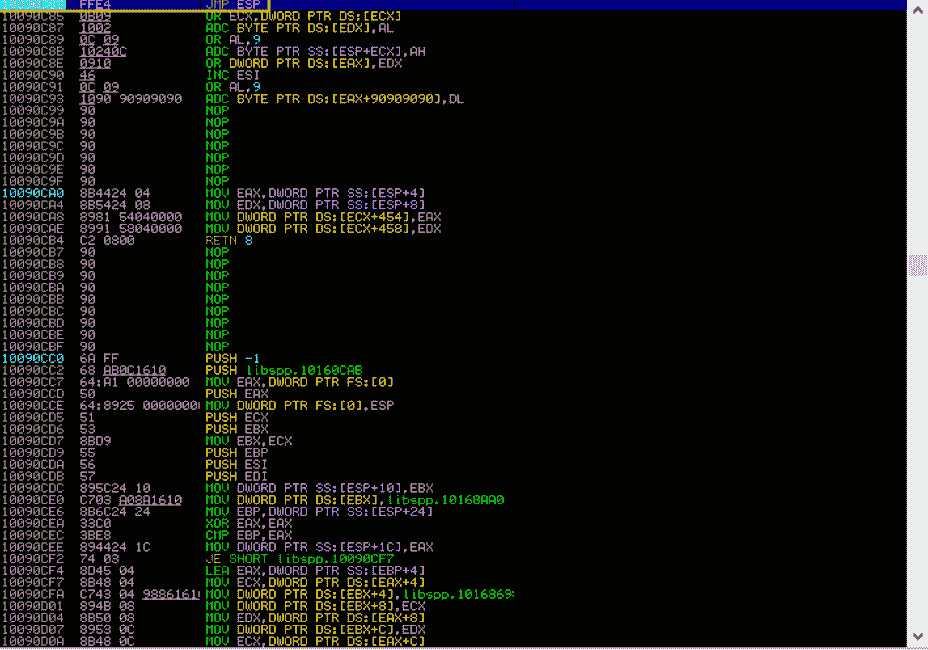 10090C83 FFE4 JMP ESP
10090C85 0B09 OR ECX,DWORD PTR DS:[ECX]
10090C87 1002 ADC BYTE PTR DS:[EDX],AL
10090C89 0C 09 OR AL,9
10090C8B 10240C ADC BYTE PTR SS:[ESP+ECX],AH
10090C8E 0910 OR DWORD PTR DS:[EAX],EDX
10090C90 46 INC ESI
10090C91 0C 09 OR AL,9
10090C93 1090 90909090 ADC BYTE PTR DS:[EAX+90909090],DL
10090C99 90 NOP
10090C9A 90 NOP
10090C9B 90 NOP
10090C9C 90 NOP
10090C9D 90 NOP
10090C9E 90 NOP
10090C9F 90 NOP
10090CA0 8B4424 04 MOV EAX,DWORD PTR SS:[ESP+4]
10090CA4 8B5424 08 MOV EDX,DWORD PTR SS:[ESP+8]
10090CA8 8981 54040000 MOV DWORD PTR DS:[ECX+454],EAX
10090CAE 8991 58040000 MOV DWORD PTR DS:[ECX+458],EDX
10090CB4 C2 0800 RETN 8
10090CB7 90 NOP
10090CB8 90 NOP
10090CB9 90 NOP
10090CBA 90 NOP
10090CBB 90 NOP
10090CBC 90 NOP
10090CBD 90 NOP
10090CBE 90 NOP
10090CBF 90 NOP
10090CC0 6A FF PUSH -1
10090CC2 68 AB0C1610 PUSH libspp.10160CAB
10090CC7 64:A1 00000000 MOV EAX,DWORD PTR FS:[0]
10090CCD 50 PUSH EAX
10090CCE 64:8925 0000000 MOV DWORD PTR FS:[0],ESP
10090CD5 51 PUSH ECX
10090CD6 53 PUSH EBX
10090CD7 8BD9 MOV EBX,ECX
10090CD9 55 PUSH EBP
10090CDA 56 PUSH ESI
10090CDB 57 PUSH EDI
10090CDC 895C24 10 MOV DWORD PTR SS:[ESP+10],EBX
10090CE0 C703 A08A1610 MOV DWORD PTR DS:[EBX],libspp.10168AA0
10090CE6 8B6C24 24 MOV EBP,DWORD PTR SS:[ESP+24]
10090CEA 33C0 XOR EAX,EAX
10090CEC 3BE8 CMP EBP,EAX
10090CEE 894424 1C MOV DWORD PTR SS:[ESP+1C],EAX
10090CF2 74 03 JE SHORT libspp.10090CF7
10090CF4 8D45 04 LEA EAX,DWORD PTR SS:[EBP+4]
10090CF7 8B48 04 MOV ECX,DWORD PTR DS:[EAX+4]
10090CFA C743 04 9886161 MOV DWORD PTR DS:[EBX+4],libspp.1016869
10090D01 894B 08 MOV DWORD PTR DS:[EBX+8],ECX
10090D04 8B50 08 MOV EDX,DWORD PTR DS:[EAX+8]
10090D07 8953 0C MOV DWORD PTR DS:[EBX+C],EDX
10090D0A 8B48 0C MOV ECX,DWORD PTR DS:[EAX+C]